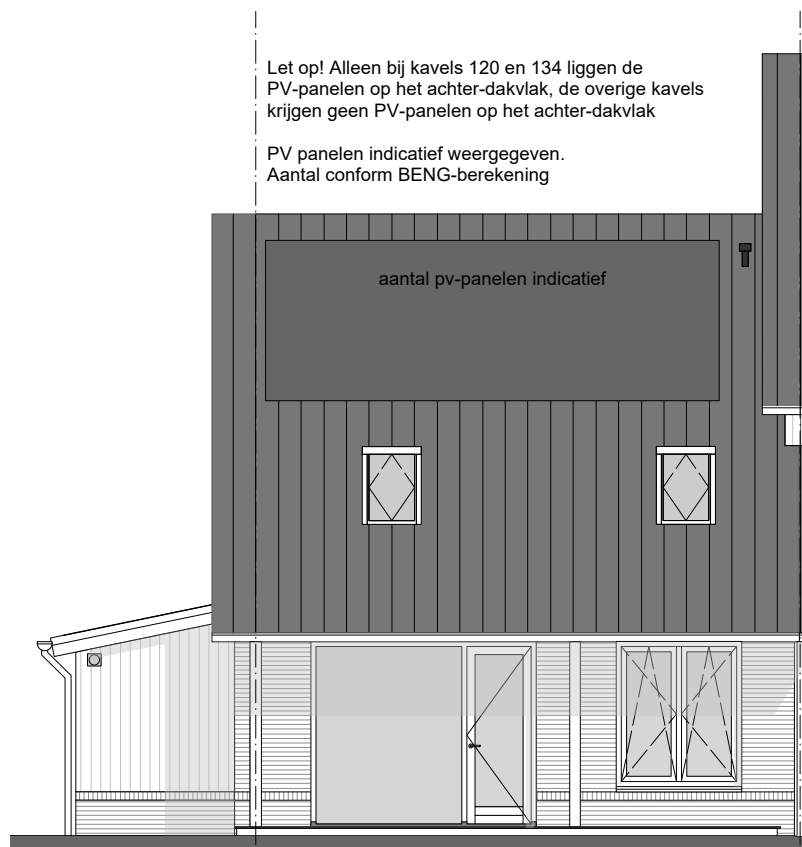 Let op! Alleen bij kavels 120 en 134 liggen de
PV-panelen op het achter-dakvlak, de overige kavels
krijgen geen PV-panelen op het achter-dakvlak
PV panelen indicatief weergegeven.
Aantal conform BENG-berekening
aantal pv-panelen indicatief